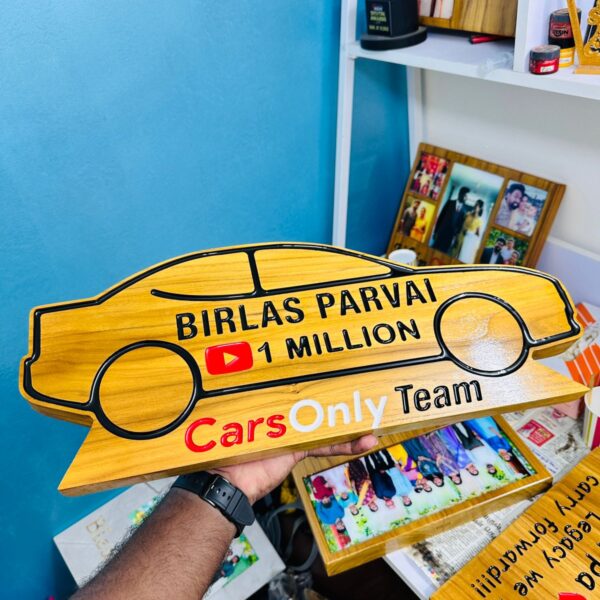 BIRLAS PARVAI
1 MILLION
CarsOnly Team
Legacy we
carry forward!!!